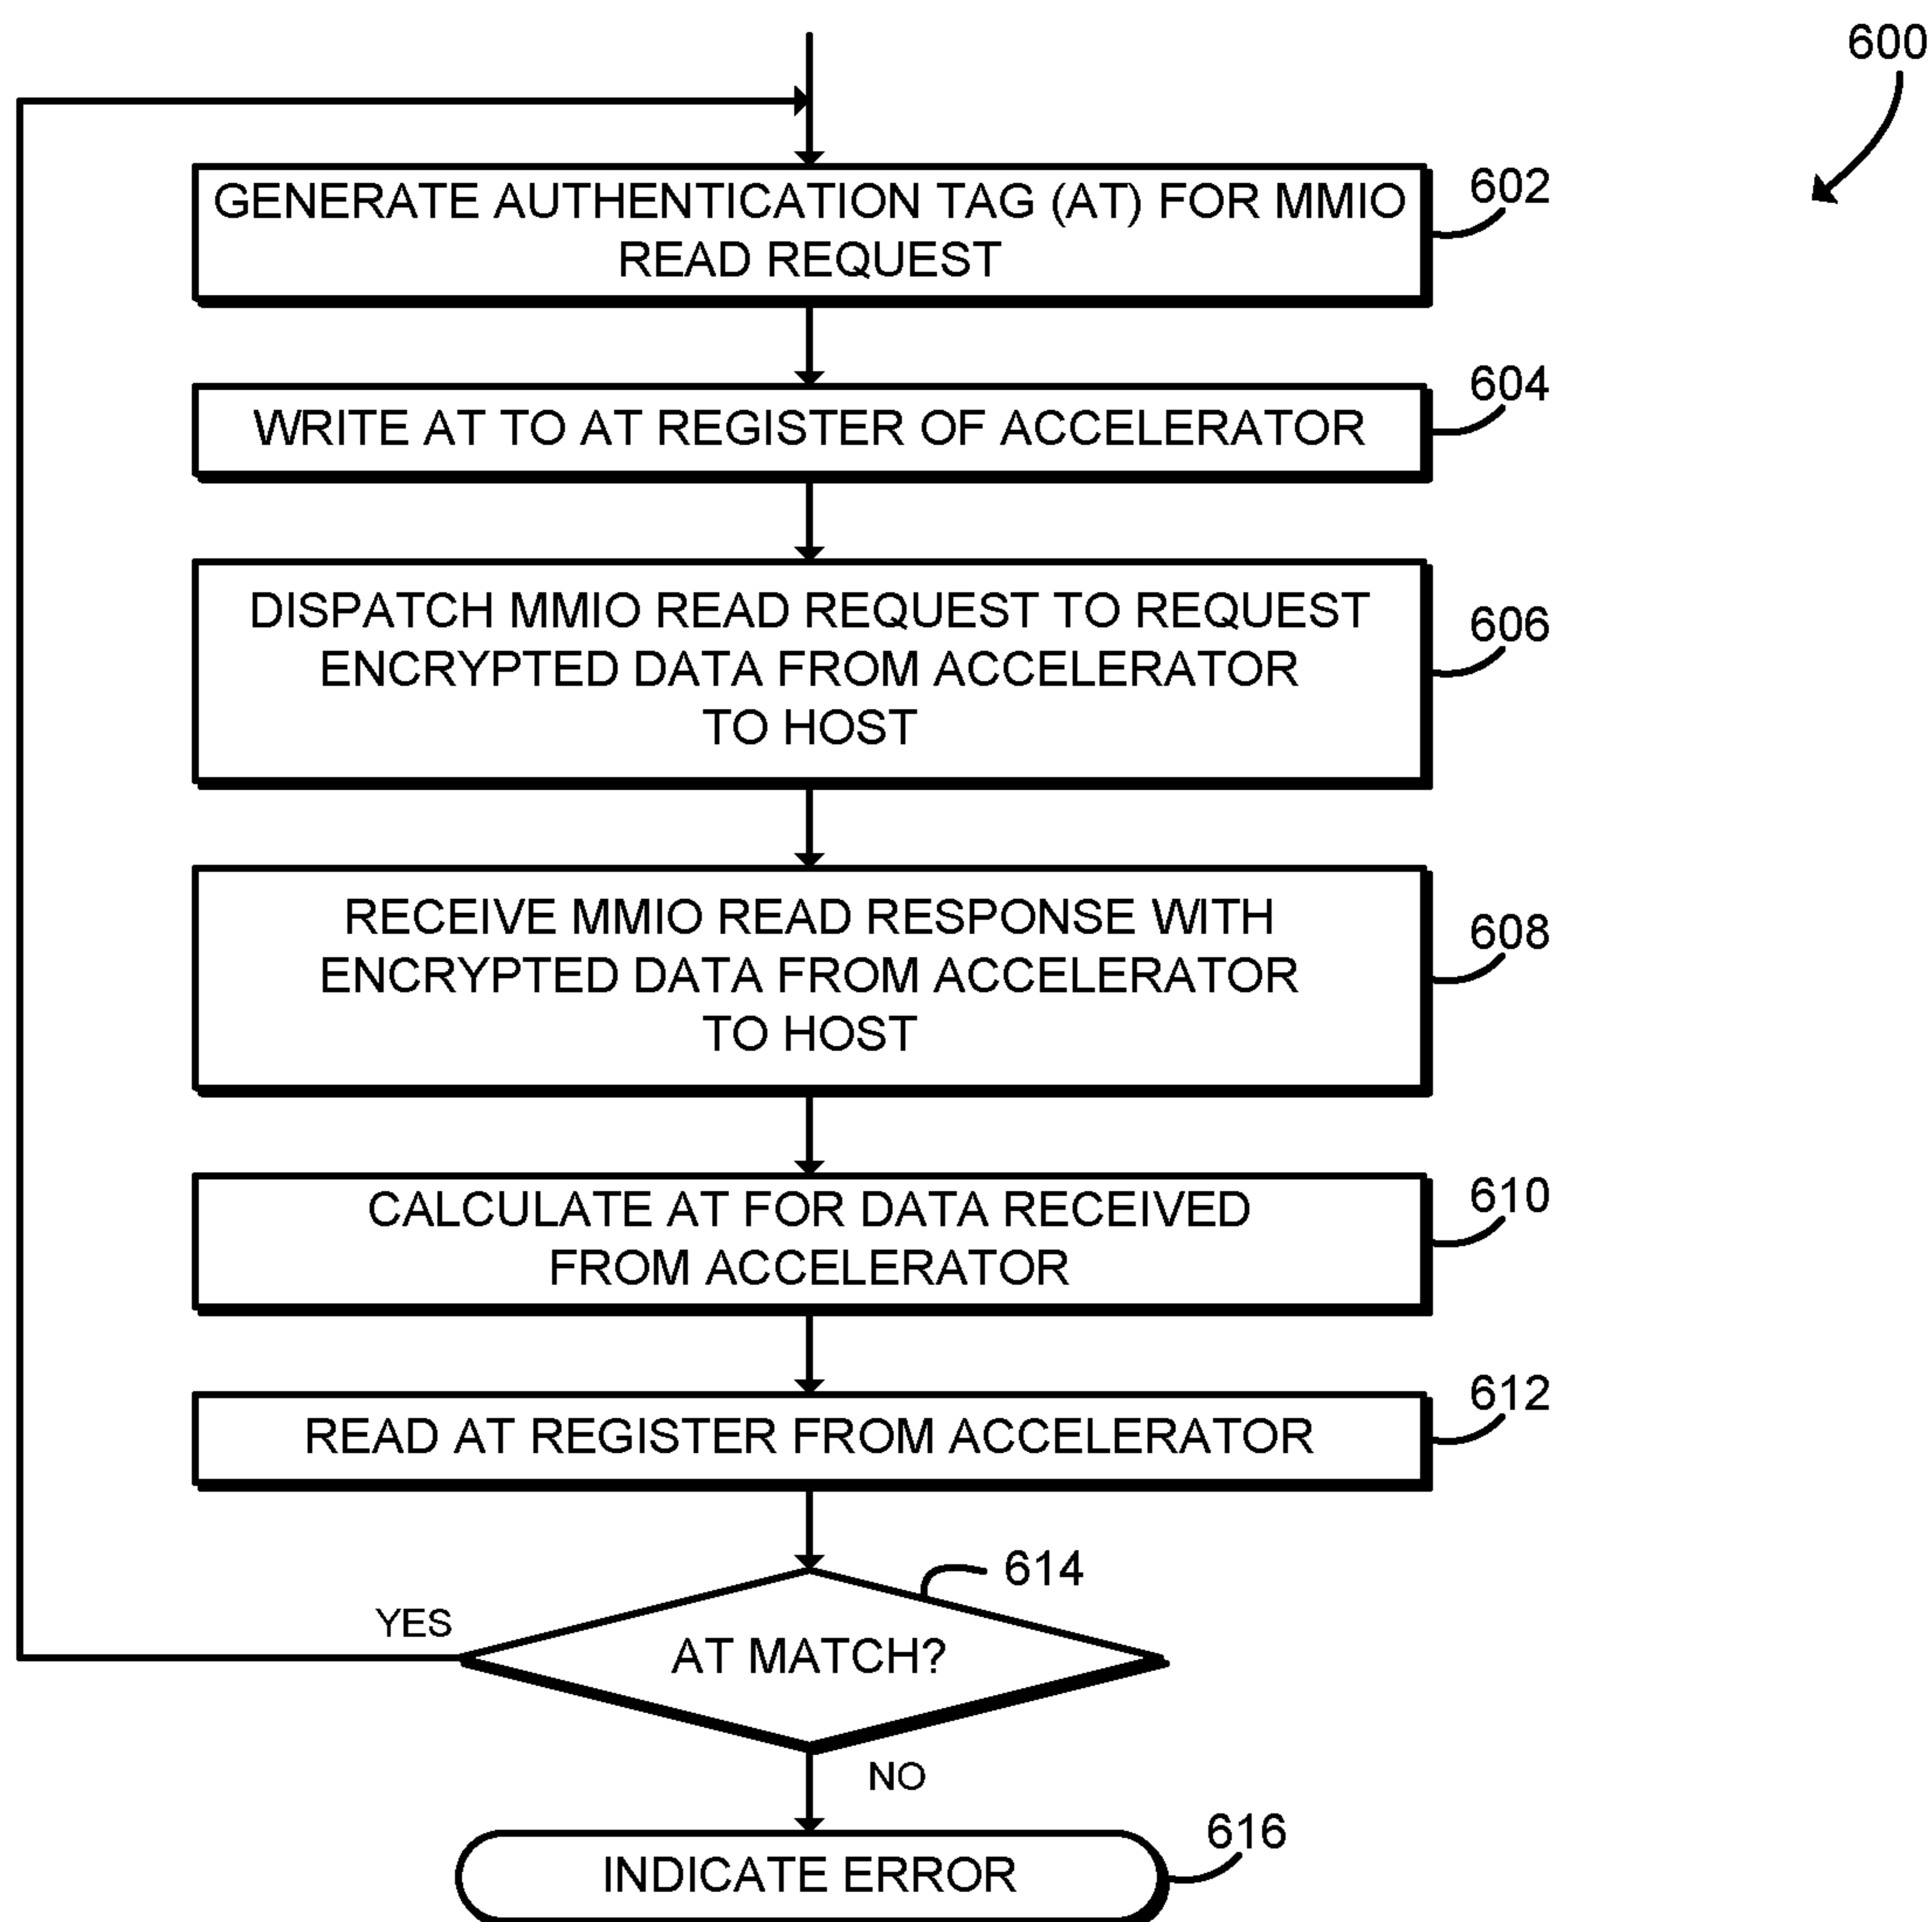 600
GENERATE AUTHENTICATION TAG (AT) FOR MMIO
READ REQUEST
602
WRITE AT TO AT REGISTER OF ACCELERATOR
604
DISPATCH MMIO READ REQUEST TO REQUEST
ENCRYPTED DATA FROM ACCELERATOR
TO HOST
606
RECEIVE MMIO READ RESPONSE WITH
ENCRYPTED DATA FROM ACCELERATOR
TO HOST
608
CALCULATE AT FOR DATA RECEIVED
FROM ACCELERATOR
610
READ AT REGISTER FROM ACCELERATOR
612
614
YES
AT MATCH?
NO
616
INDICATE ERROR